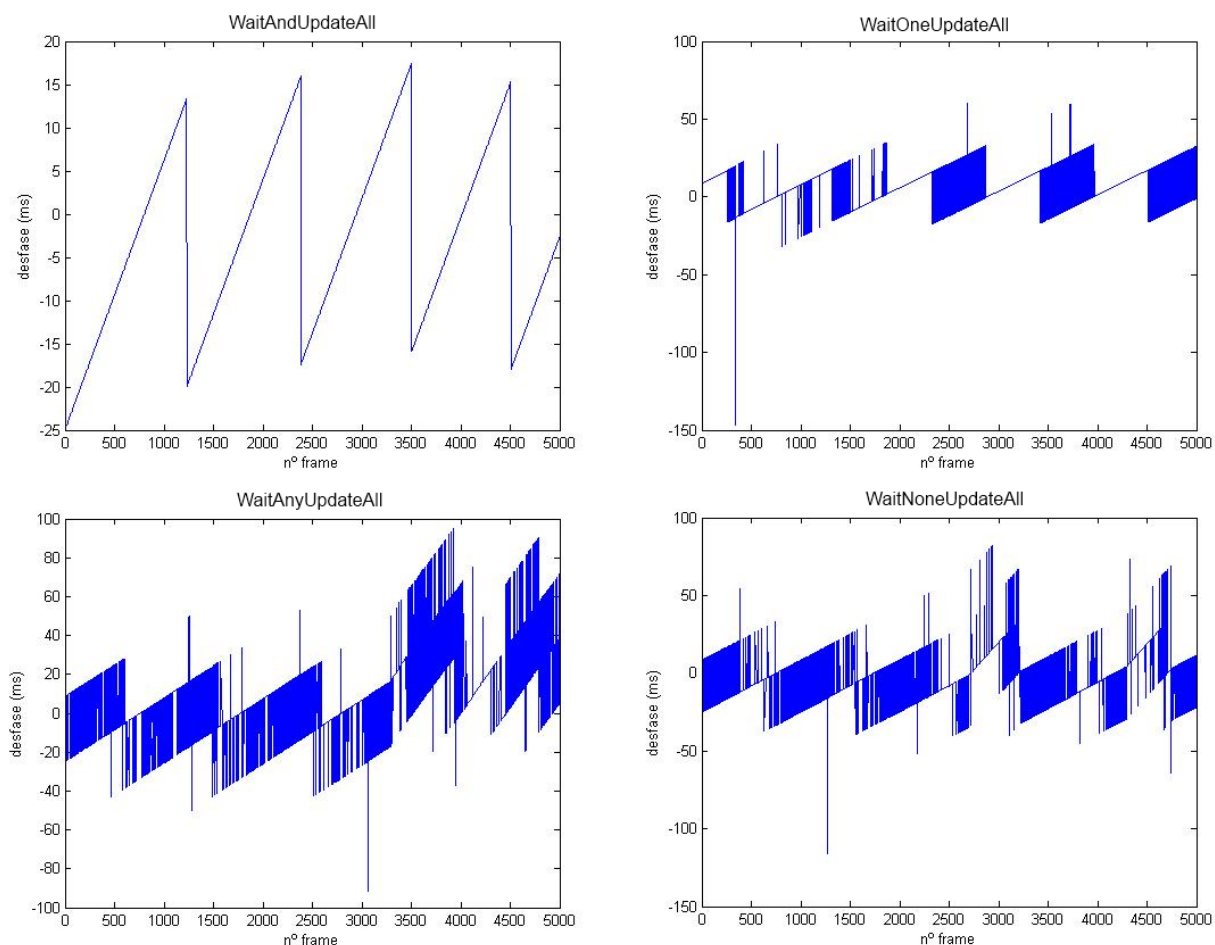 WaitAndUpdateAll
20
15
10
5
0
-5
-10
-15
-20
-25
desfase (ms)
0 500 1000 1500 2000 2500 3000 3500 4000 4500 5000
nº frame
WaitOneUpdateAll
100
50
0
-50
-100
-150
desfase (ms)
0 500 1000 1500 2000 2500 3000 3500 4000 4500 5000
nº frame
WaitAnyUpdateAll
100
80
60
40
20
0
-20
-40
-60
-80
-100
desfase (ms)
0 500 1000 1500 2000 2500 3000 3500 4000 4500 5000
nº frame
WaitNoneUpdateAll
100
50
0
-50
-100
-150
desfase (ms)
0 500 1000 1500 2000 2500 3000 3500 4000 4500 5000
nº frame